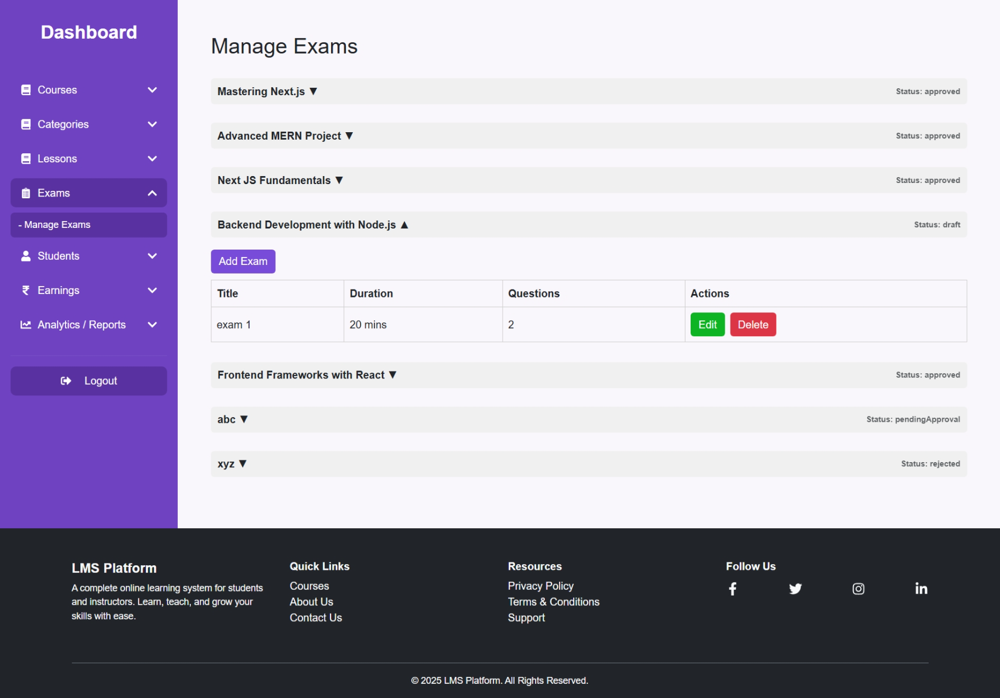 Dashboard
Courses
Categories
Lessons
Exams
- Manage Exams
Students
Earnings
Analytics / Reports
Logout
Manage Exams
Mastering Next.js ▼ Status: approved
Advanced MERN Project ▼ Status: approved
Next JS Fundamentals ▼ Status: approved
Backend Development with Node.js ▲ Status: draft
Add Exam
Title Duration Questions Actions
exam 1 20 mins 2 Edit Delete
Frontend Frameworks with React ▼ Status: approved
abc ▼ Status: pendingApproval
xyz ▼ Status: rejected
LMS Platform
A complete online learning system for students
and instructors. Learn, teach, and grow your
skills with ease.
Quick Links
Courses
About Us
Contact Us
Resources
Privacy Policy
Terms & Conditions
Support
Follow Us
© 2025 LMS Platform. All Rights Reserved.